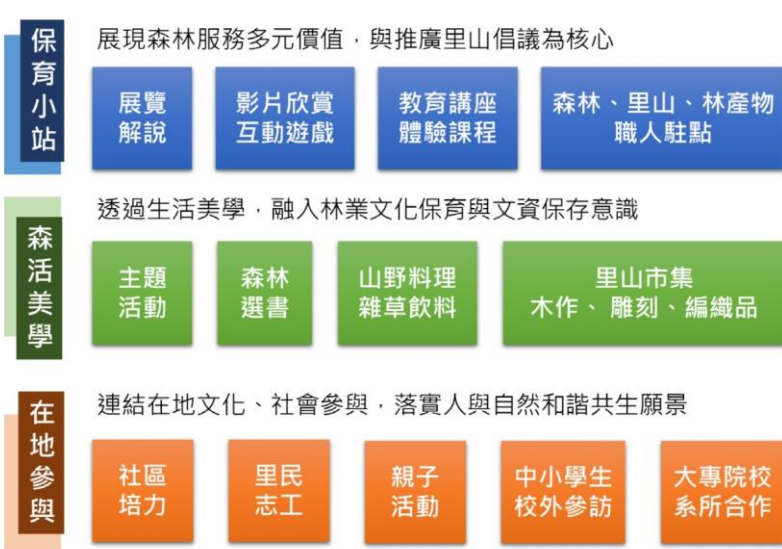 保育小站
展現森林服務多元價值，與推廣里山倡議為核心
展覽
解說
影片欣賞
互動遊戲
教育講座
體驗課程
森林、里山、林產物
職人駐點
森活美學
透過生活美學，融入林業文化保育與文資保存意識
主題
活動
森林
選書
山野料理
雜草飲料
里山市集
木作、雕刻、編織品
在地參與
連結在地文化、社會參與，落實人與自然和諧共生願景
社區
培力
里民
志工
親子
活動
中小學生
校外參訪
大專院校
系所合作